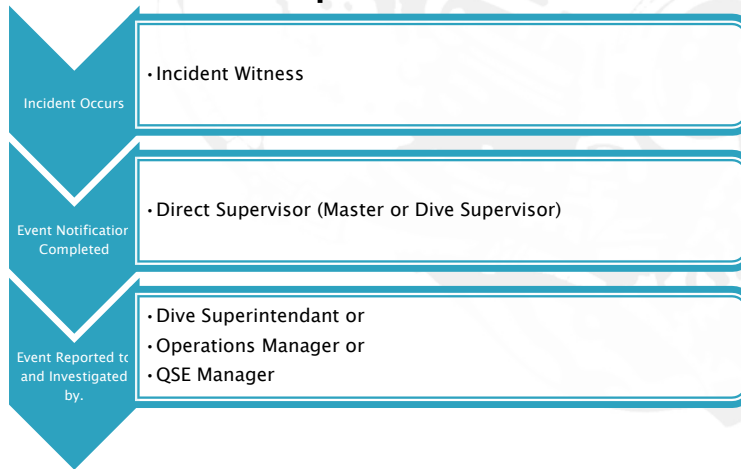 Incident Occurs
• Incident Witness
Event Notification
Completed
• Direct Supervisor (Master or Dive Supervisor)
Event Reported to
and Investigated
by.
• Dive Superintendant or
• Operations Manager or
• QSE Manager